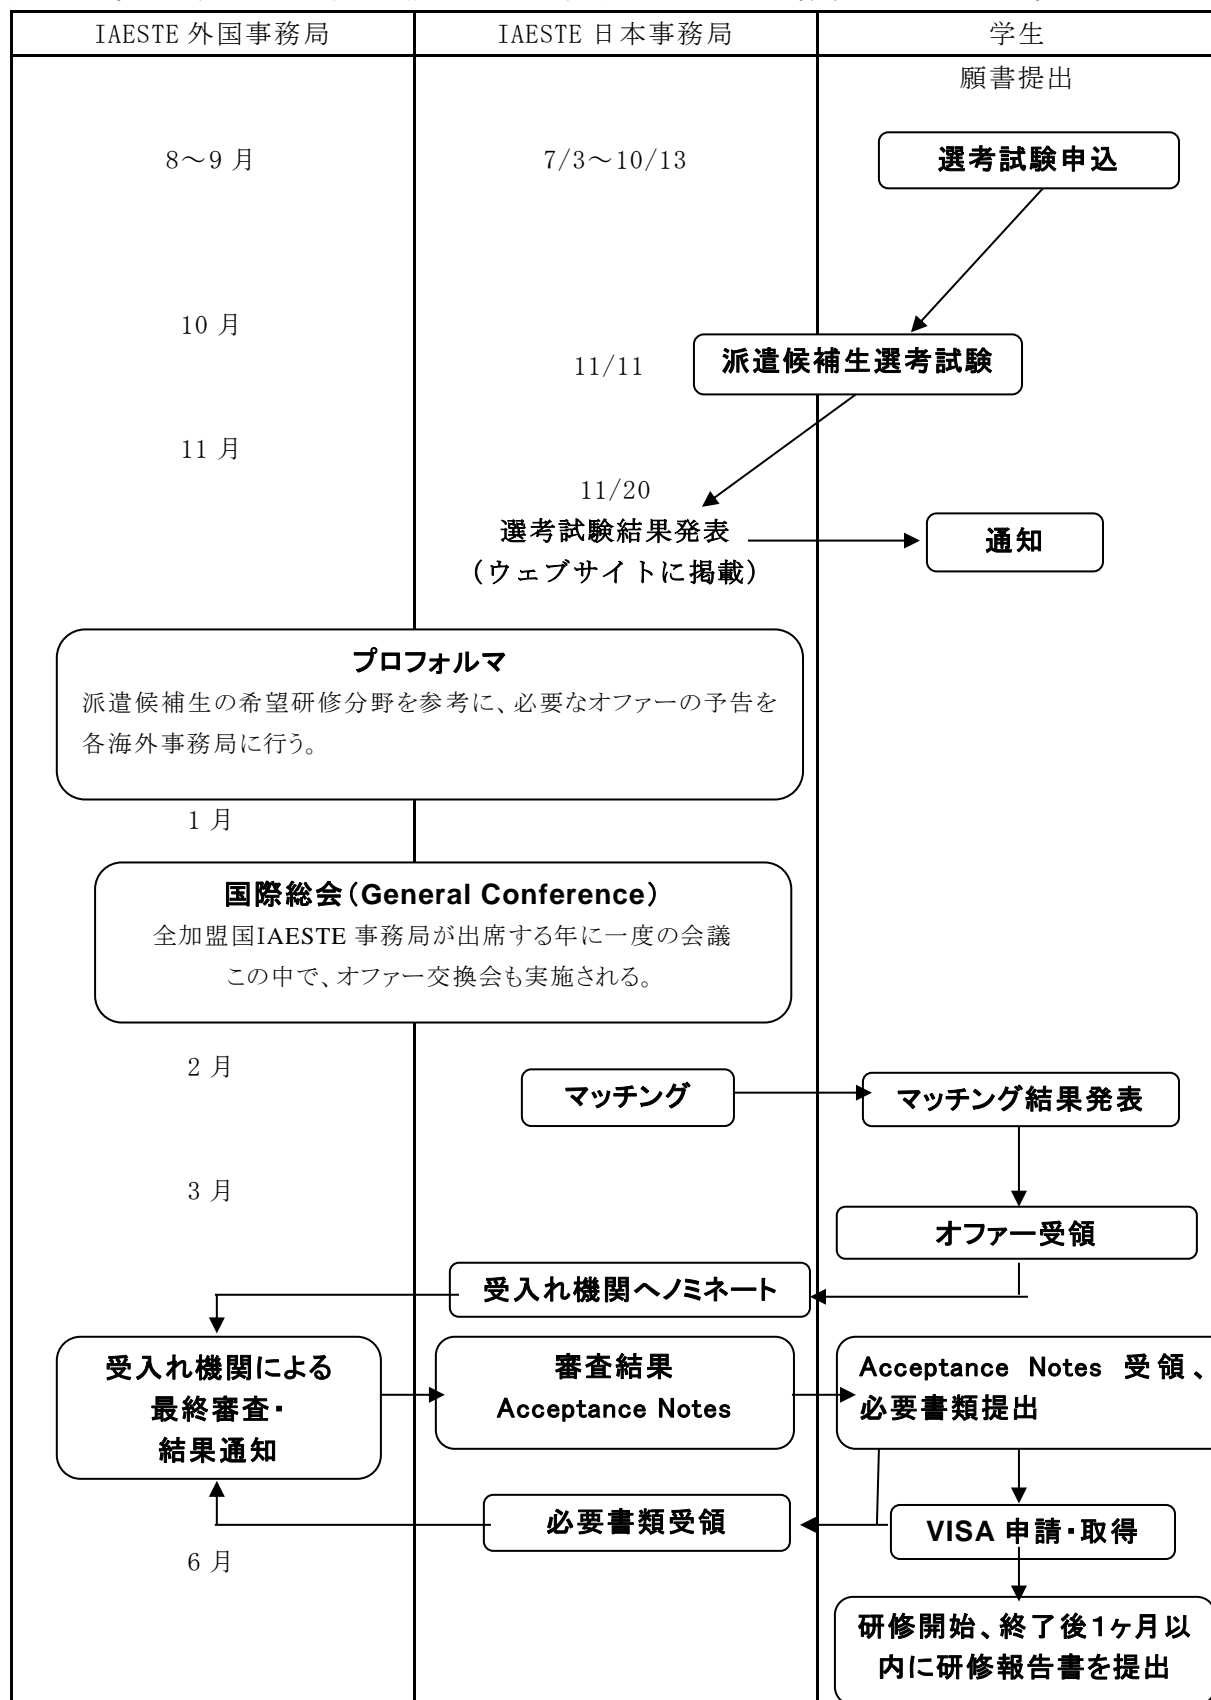 IAESTE 外国事務局
IAESTE 日本事務局
学生
願書提出
8～9 月
7/3～10/13
選考試験申込
10 月
11/11
派遣候補生選考試験
11 月
11/20
選考試験結果発表
（ウェブサイトに掲載）
通知
プロフォルマ
派遣候補生の希望研修分野を参考に、必要なオファーの予告を
各海外事務局に行う。
1 月
国際総会（General Conference）
全加盟国IAESTE 事務局が出席する年に一度の会議
この中で、オファー交換会も実施される。
2 月
マッチング
マッチング結果発表
3 月
オファー受領
受入れ機関へノミネート
受入れ機関による
最終審査・
結果通知
審査結果
Acceptance Notes
Acceptance Notes 受領、
必要書類提出
必要書類受領
VISA 申請・取得
6 月
研修開始、終了後1ヶ月以
内に研修報告書を提出